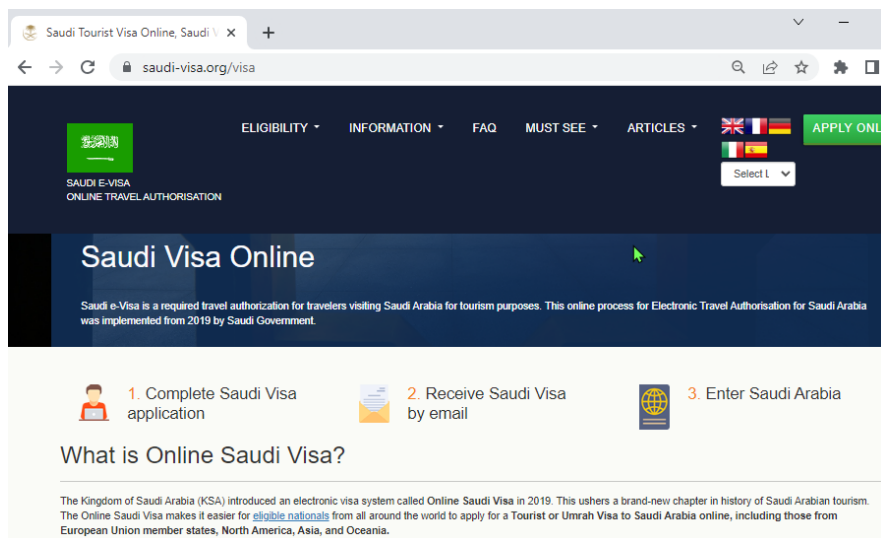 Saudi Tourist Visa Online, Saudi V
saudi-visa.org/visa
ELIGIBILITY INFORMATION FAQ MUST SEE ARTICLES APPLY ONL
SAUDI E-VISA
ONLINE TRAVEL AUTHORISATION
Select L
Saudi Visa Online
Saudi e-Visa is a required travel authorization for travelers visiting Saudi Arabia for tourism purposes. This online process for Electronic Travel Authorisation for Saudi Arabia
was implemented from 2019 by Saudi Government.
1. Complete Saudi Visa
application
2. Receive Saudi Visa
by email
3. Enter Saudi Arabia
What is Online Saudi Visa?
The Kingdom of Saudi Arabia (KSA) introduced an electronic visa system called Online Saudi Visa in 2019. This ushers a brand-new chapter in history of Saudi Arabian tourism.
The Online Saudi Visa makes it easier for eligible nationals from all around the world to apply for a Tourist or Umrah Visa to Saudi Arabia online, including those from
European Union member states, North America, Asia, and Oceania.